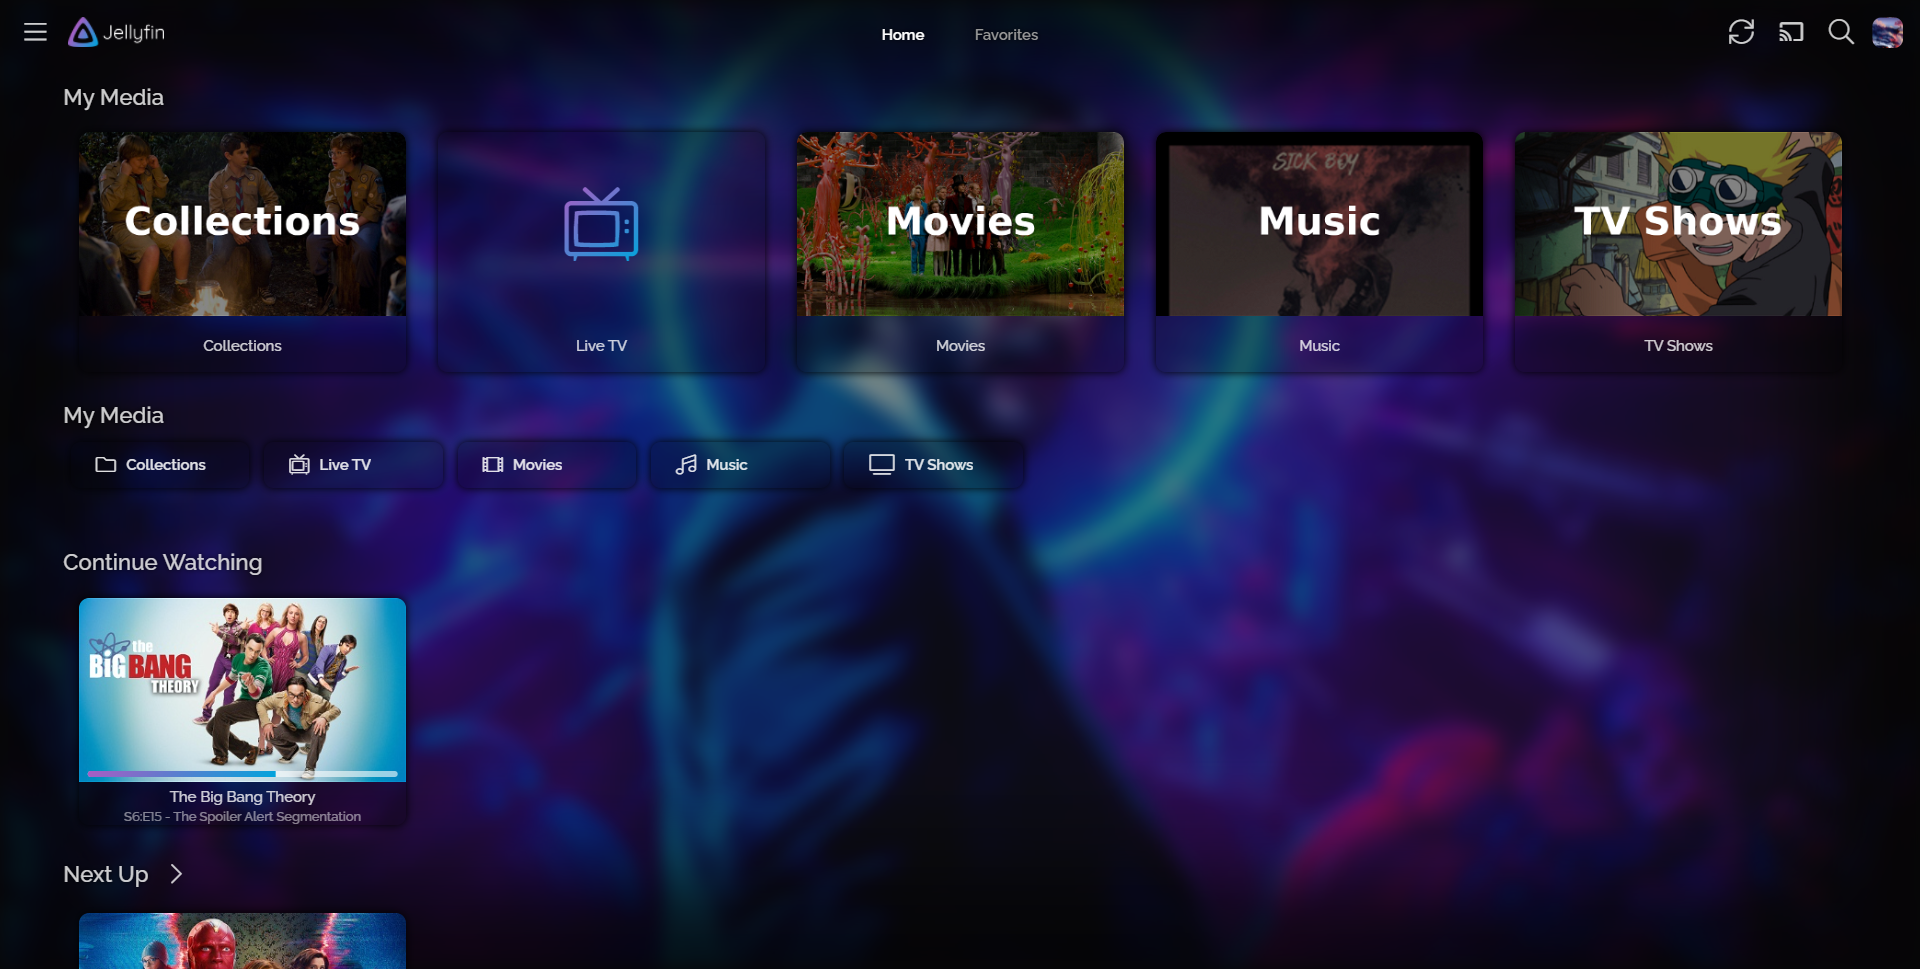 Jellyfin
Home
Favorites
My Media
Collections
Movies
SICK BOY
Music
TV Shows
Collections
Live TV
Movies
Music
TV Shows
My Media
Collections
Live TV
Movies
Music
TV Shows
Continue Watching
the
BIG BANG
THEORY
The Big Bang Theory
S6:E15 - The Spoiler Alert Segmentation
Next Up